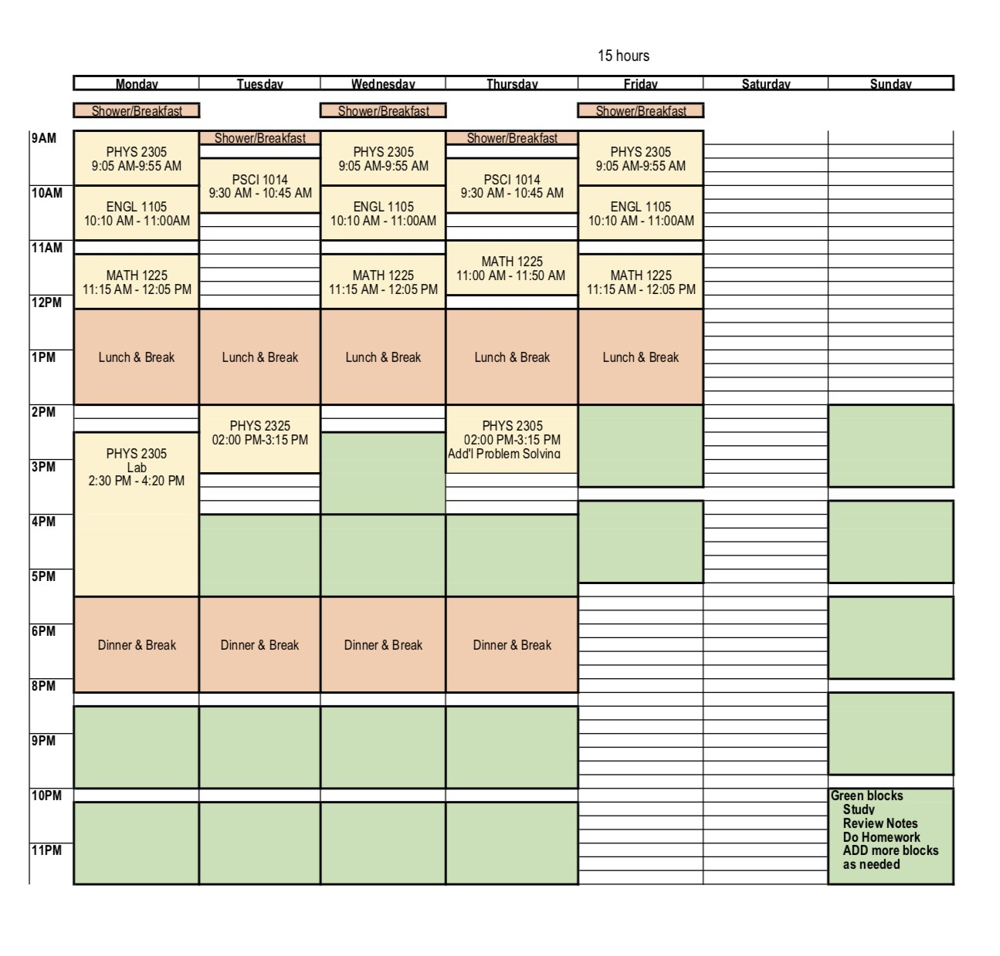 15 hours
Monday Tuesday Wednesday Thursday Friday Saturday Sunday
Shower/Breakfast Shower/Breakfast Shower/Breakfast
9AM Shower/Breakfast Shower/Breakfast
PHYS 2305 PHYS 2305 PHYS 2305
9:05 AM-9:55 AM 9:05 AM-9:55 AM 9:05 AM-9:55 AM
PSCI 1014 PSCI 1014
10AM 9:30 AM - 10:45 AM 9:30 AM - 10:45 AM
ENGL 1105 ENGL 1105 ENGL 1105
10:10 AM - 11:00AM 10:10 AM - 11:00AM 10:10 AM - 11:00AM
11AM
MATH 1225
MATH 1225 MATH 1225 11:00 AM - 11:50 AM MATH 1225
11:15 AM - 12:05 PM 11:15 AM - 12:05 PM 11:15 AM - 12:05 PM
12PM
1PM Lunch & Break Lunch & Break Lunch & Break Lunch & Break Lunch & Break
2PM
PHYS 2325 PHYS 2305
02:00 PM-3:15 PM 02:00 PM-3:15 PM
PHYS 2305 Add'l Problem Solving
3PM Lab
2:30 PM - 4:20 PM
4PM
5PM
6PM
Dinner & Break Dinner & Break Dinner & Break Dinner & Break
8PM
9PM
10PM Green blocks
Study
Review Notes
Do Homework
11PM ADD more blocks
as needed